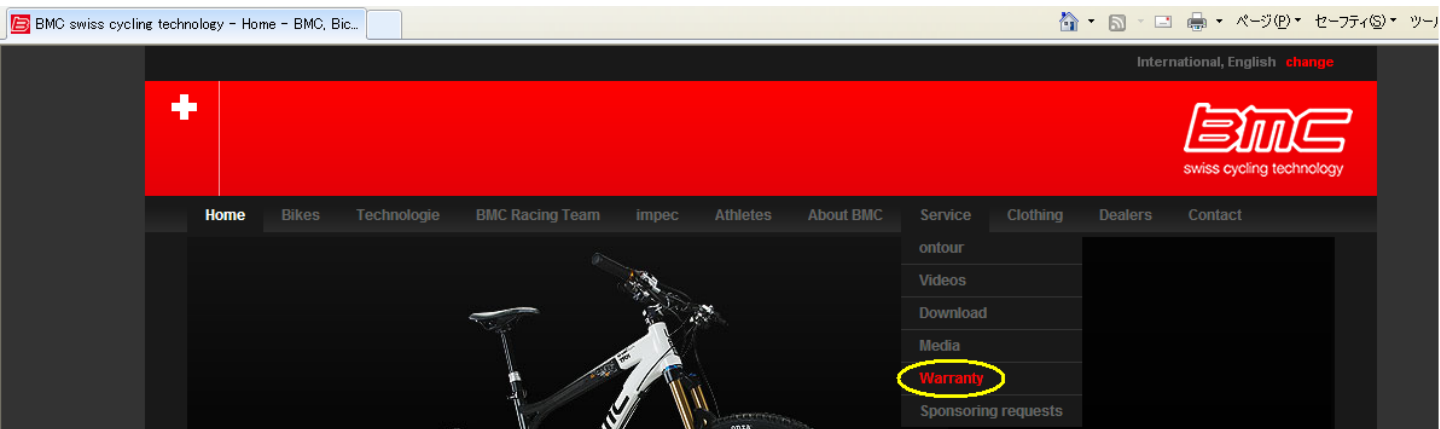 BMC swiss cycling technology - Home - BMC, Bic...
ページ(P) セーフティ(S)
International, English change
BMC
swiss cycling technology
Home Bikes Technologie BMC Racing Team impec Athletes About BMC Service Clothing Dealers Contact
ontour
Videos
Download
Media
Warranty
Sponsoring requests